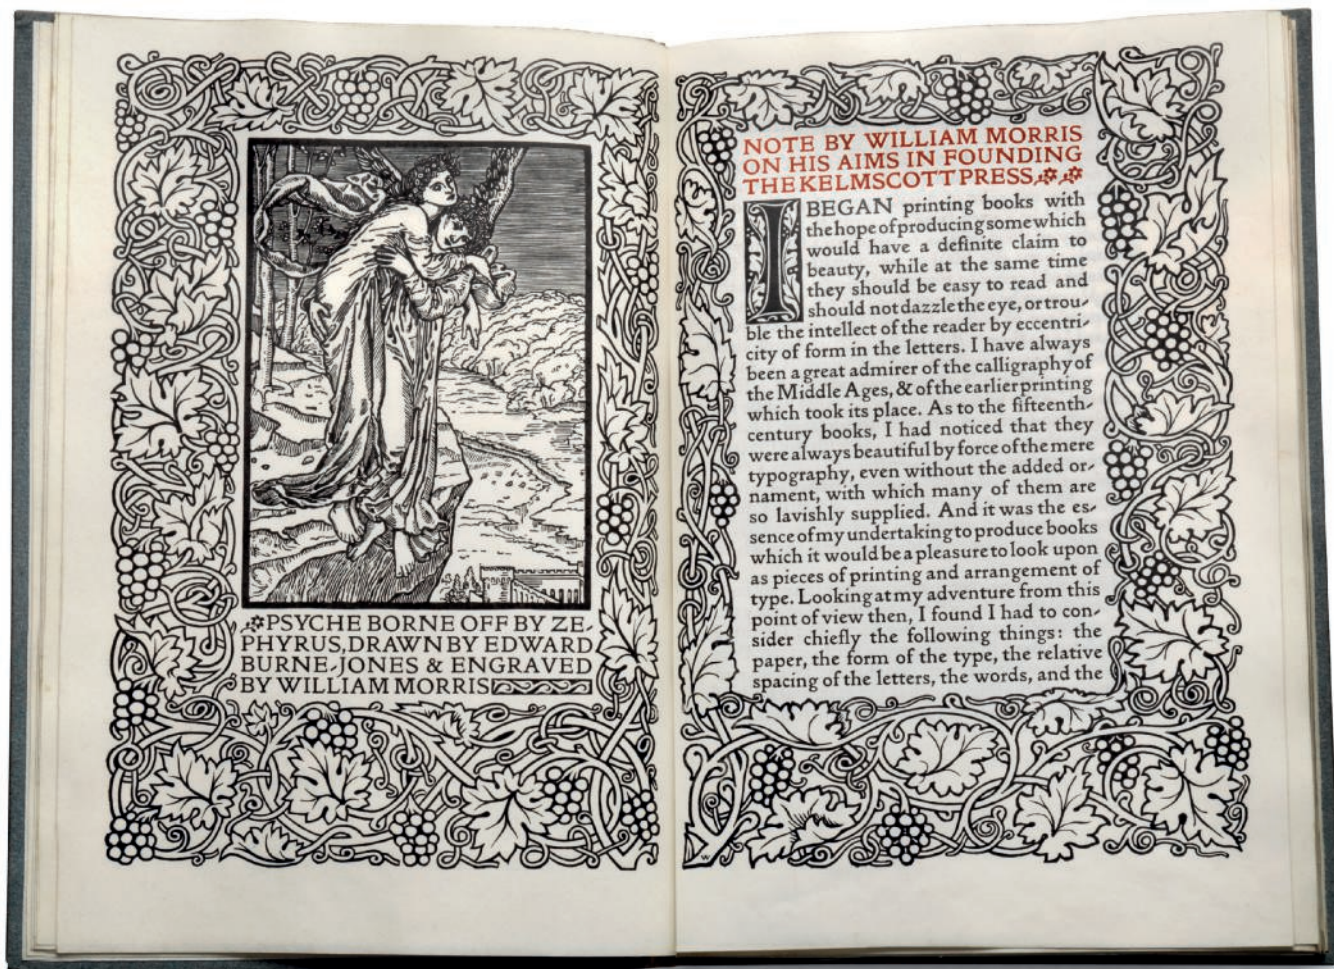 PSYCHE BORNE OFF BY ZE-
PHYRUS, DRAWN BY EDWARD
BURNE-JONES & ENGRAVED
BY WILLIAM MORRIS
NOTE BY WILLIAM MORRIS
ON HIS AIMS IN FOUNDING
THE KELMSCOTT PRESS
I BEGAN printing books with
the hope of producing some which
would have a definite claim to
beauty, while at the same time
they should be easy to read and
should not dazzle the eye, or trou-
ble the intellect of the reader by eccentri-
city of form in the letters. I have always
been a great admirer of the calligraphy of
the Middle Ages, & of the earlier printing
which took its place. As to the fifteenth-
century books, I had noticed that they
were always beautiful by force of the mere
typography, even without the added or-
nament, with which many of them are
so lavishly supplied. And it was the es-
sence of my undertaking to produce books
which it would be a pleasure to look upon
as pieces of printing and arrangement of
type. Looking at my adventure from this
point of view then, I found I had to con-
sider chiefly the following things: the
paper, the form of the type, the relative
spacing of the letters, the words, and the